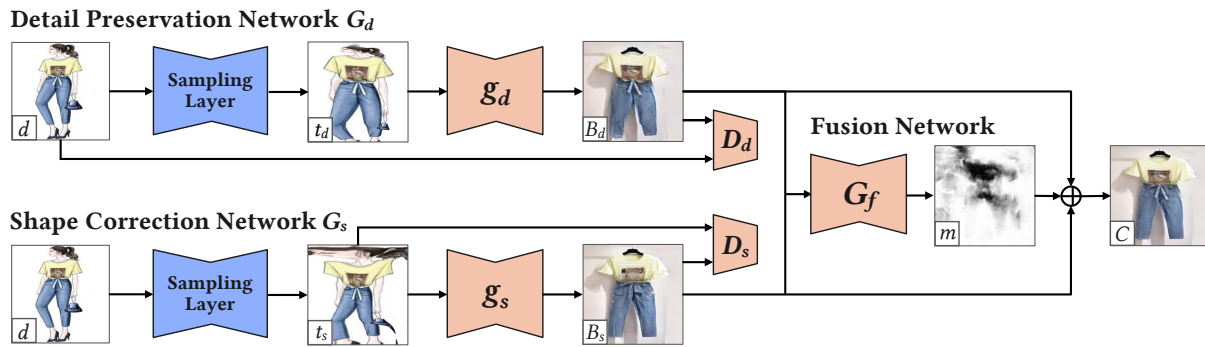 Detail Preservation Network G_d
d
Sampling
Layer
t_d
g_d
B_d
D_d
Fusion Network
G_f
m
C
Shape Correction Network G_s
d
Sampling
Layer
t_s
g_s
B_s
D_s